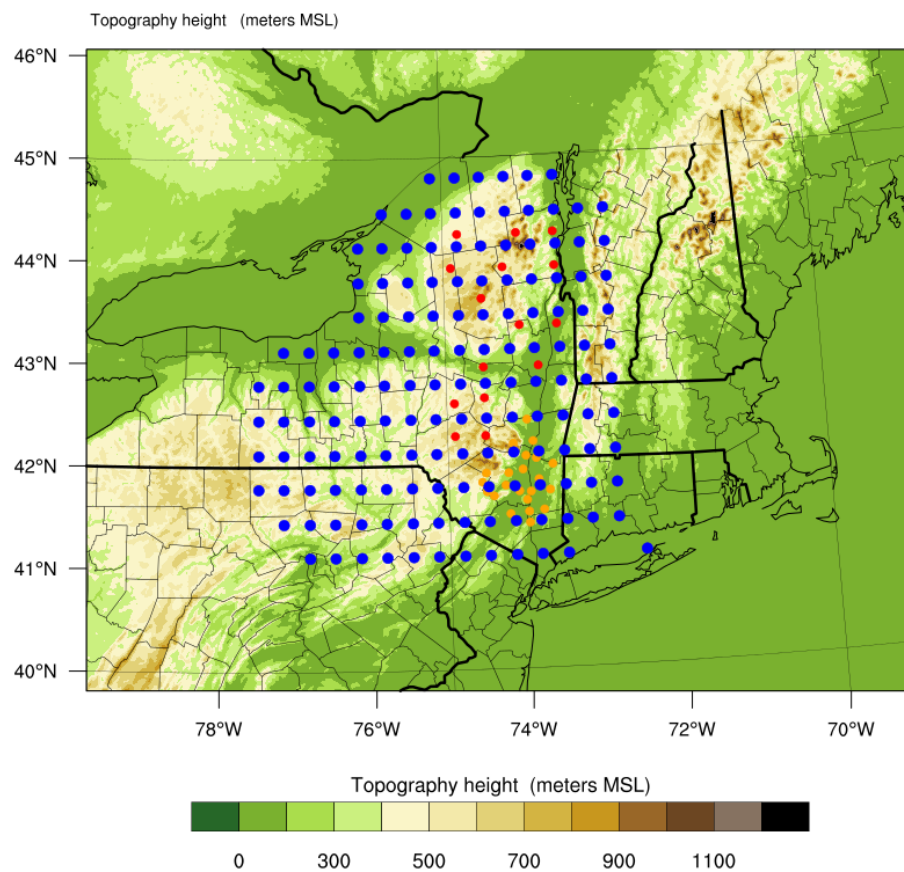 Topography height (meters MSL)
46°N
45°N
44°N
43°N
42°N
41°N
40°N
78°W 76°W 74°W 72°W 70°W
Topography height (meters MSL)
0 300 500 700 900 1100